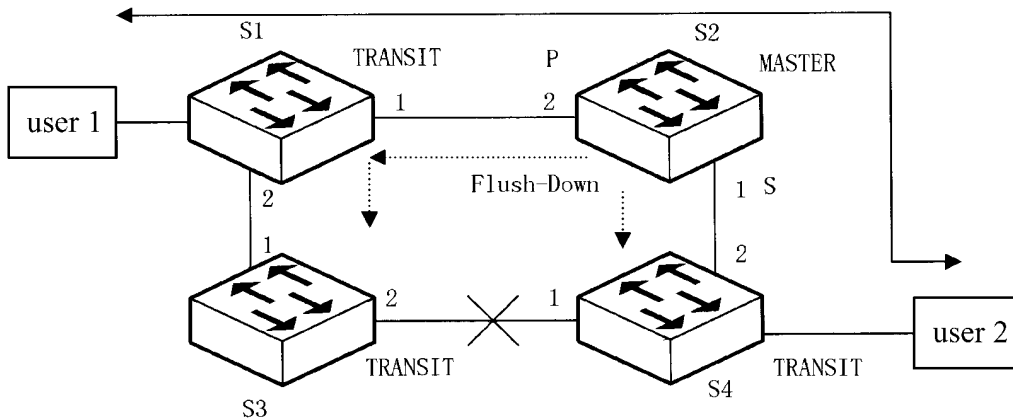 S1
S2
TRANSIT
P
MASTER
user 1
1
2
Flush-Down
2
1
S
1
2
2
1
user 2
TRANSIT
TRANSIT
S3
S4